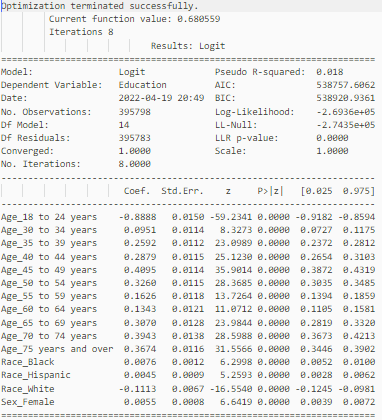 Optimization terminated successfully.
Current function value: 0.680559
Iterations 8
Results: Logit
Model: Logit Pseudo R-squared: 0.018
Dependent Variable: Education AIC: 538757.6062
Date: 2022-04-19 20:49 BIC: 538920.9361
No. Observations: 395798 Log-Likelihood: -2.6936e+05
Df Model: 14 LL-Null: -2.7435e+05
Df Residuals: 395783 LLR p-value: 0.0000
Converged: 1.0000 Scale: 1.0000
No. Iterations: 8.0000
Coef. Std.Err. z P>|z| [0.025 0.975]
Age_18 to 24 years -0.8888 0.0150 -59.2341 0.0000 -0.9182 -0.8594
Age_30 to 34 years 0.0951 0.0114 8.3273 0.0000 0.0727 0.1175
Age_35 to 39 years 0.2592 0.0112 23.0989 0.0000 0.2372 0.2812
Age_40 to 44 years 0.2879 0.0115 25.1230 0.0000 0.2654 0.3103
Age_45 to 49 years 0.4095 0.0114 35.9014 0.0000 0.3872 0.4319
Age_50 to 54 years 0.3260 0.0115 28.3685 0.0000 0.3035 0.3485
Age_55 to 59 years 0.1626 0.0118 13.7264 0.0000 0.1394 0.1859
Age_60 to 64 years 0.1343 0.0121 11.0712 0.0000 0.1105 0.1581
Age_65 to 69 years 0.3070 0.0128 23.9844 0.0000 0.2819 0.3320
Age_70 to 74 years 0.3943 0.0138 28.5988 0.0000 0.3673 0.4213
Age_75 years and over 0.3674 0.0116 31.5566 0.0000 0.3446 0.3902
Race_Black 0.0076 0.0012 6.2998 0.0000 0.0052 0.0100
Race_Hispanic 0.0045 0.0009 5.2593 0.0000 0.0028 0.0062
Race_White -0.1113 0.0067 -16.5540 0.0000 -0.1245 -0.0981
Sex_Female 0.0055 0.0008 6.6419 0.0000 0.0039 0.0072